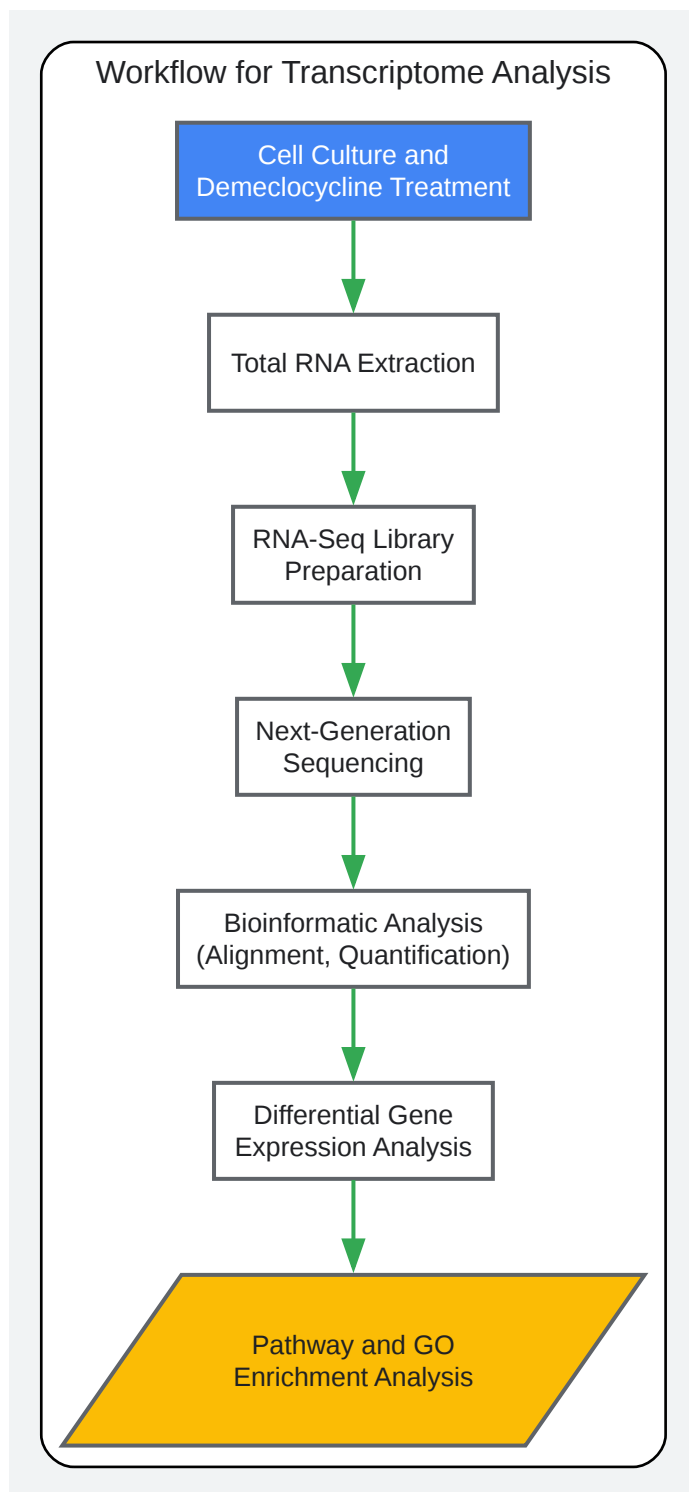 Workflow for Transcriptome Analysis
Cell Culture and
Demeclocycline Treatment
Total RNA Extraction
RNA-Seq Library
Preparation
Next-Generation
Sequencing
Bioinformatic Analysis
(Alignment, Quantification)
Differential Gene
Expression Analysis
Pathway and GO
Enrichment Analysis